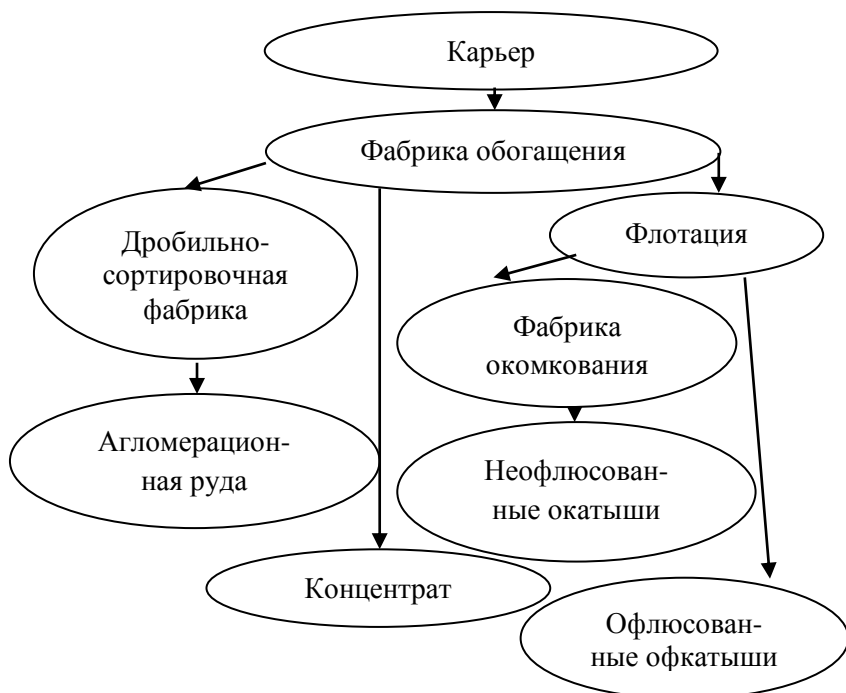 Карьер
Фабрика обогащения
Дробильно-
сортировочная
фабрика
Флотация
Фабрика
окомкования
Агломерацион-
ная руда
Неофлюсован-
ные окатыши
Концентрат
Офлюсован-
ные офкатыши